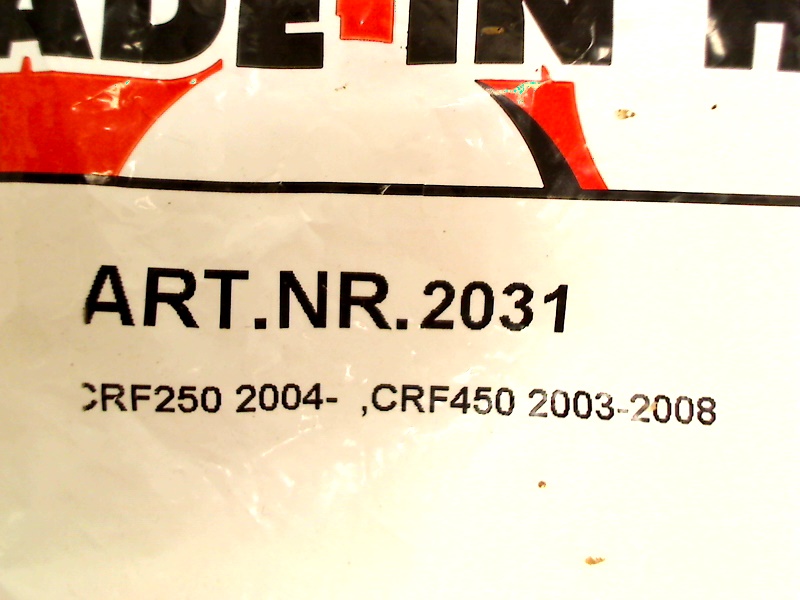 ADE IN H
ART.NR.2031
CRF250 2004- ,CRF450 2003-2008